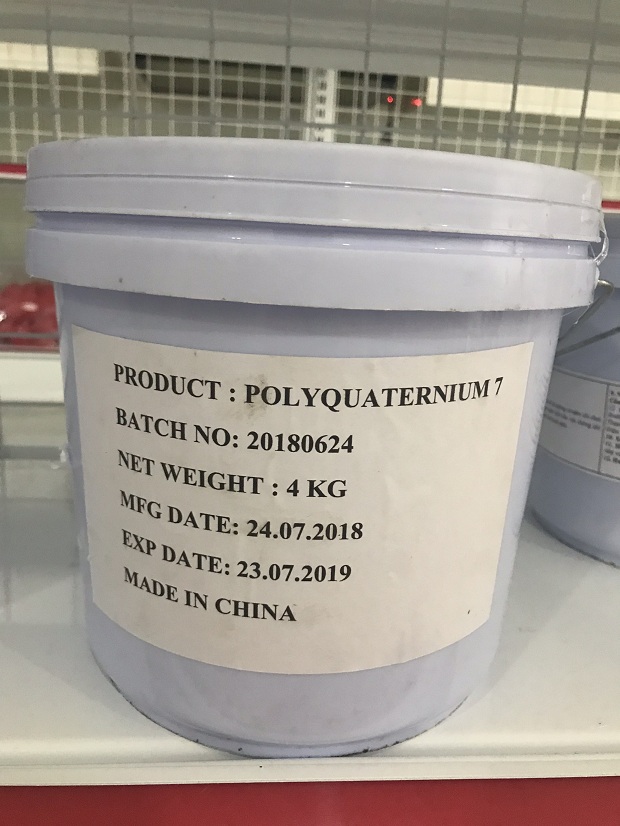 PRODUCT : POLYQUATERNIUM 7
BATCH NO: 20180624
NET WEIGHT : 4 KG
MFG DATE: 24.07.2018
EXP DATE: 23.07.2019
MADE IN CHINA